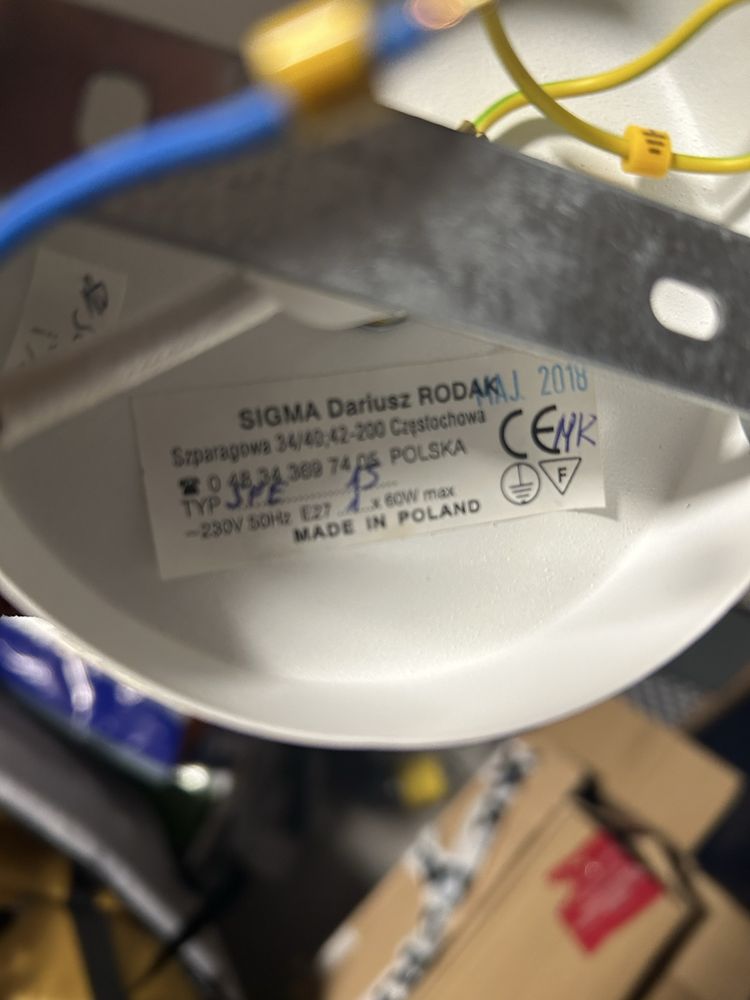 SIGMA Dariusz RODAK MAJ. 2018
Szparagowa 34/40;42-200 Częstochowa
☎ 0 48 34 369 74 05 POLSKA
CE MK
TYP SPE 15
F
~230V 50Hz E27 1 x 60W max
MADE IN POLAND